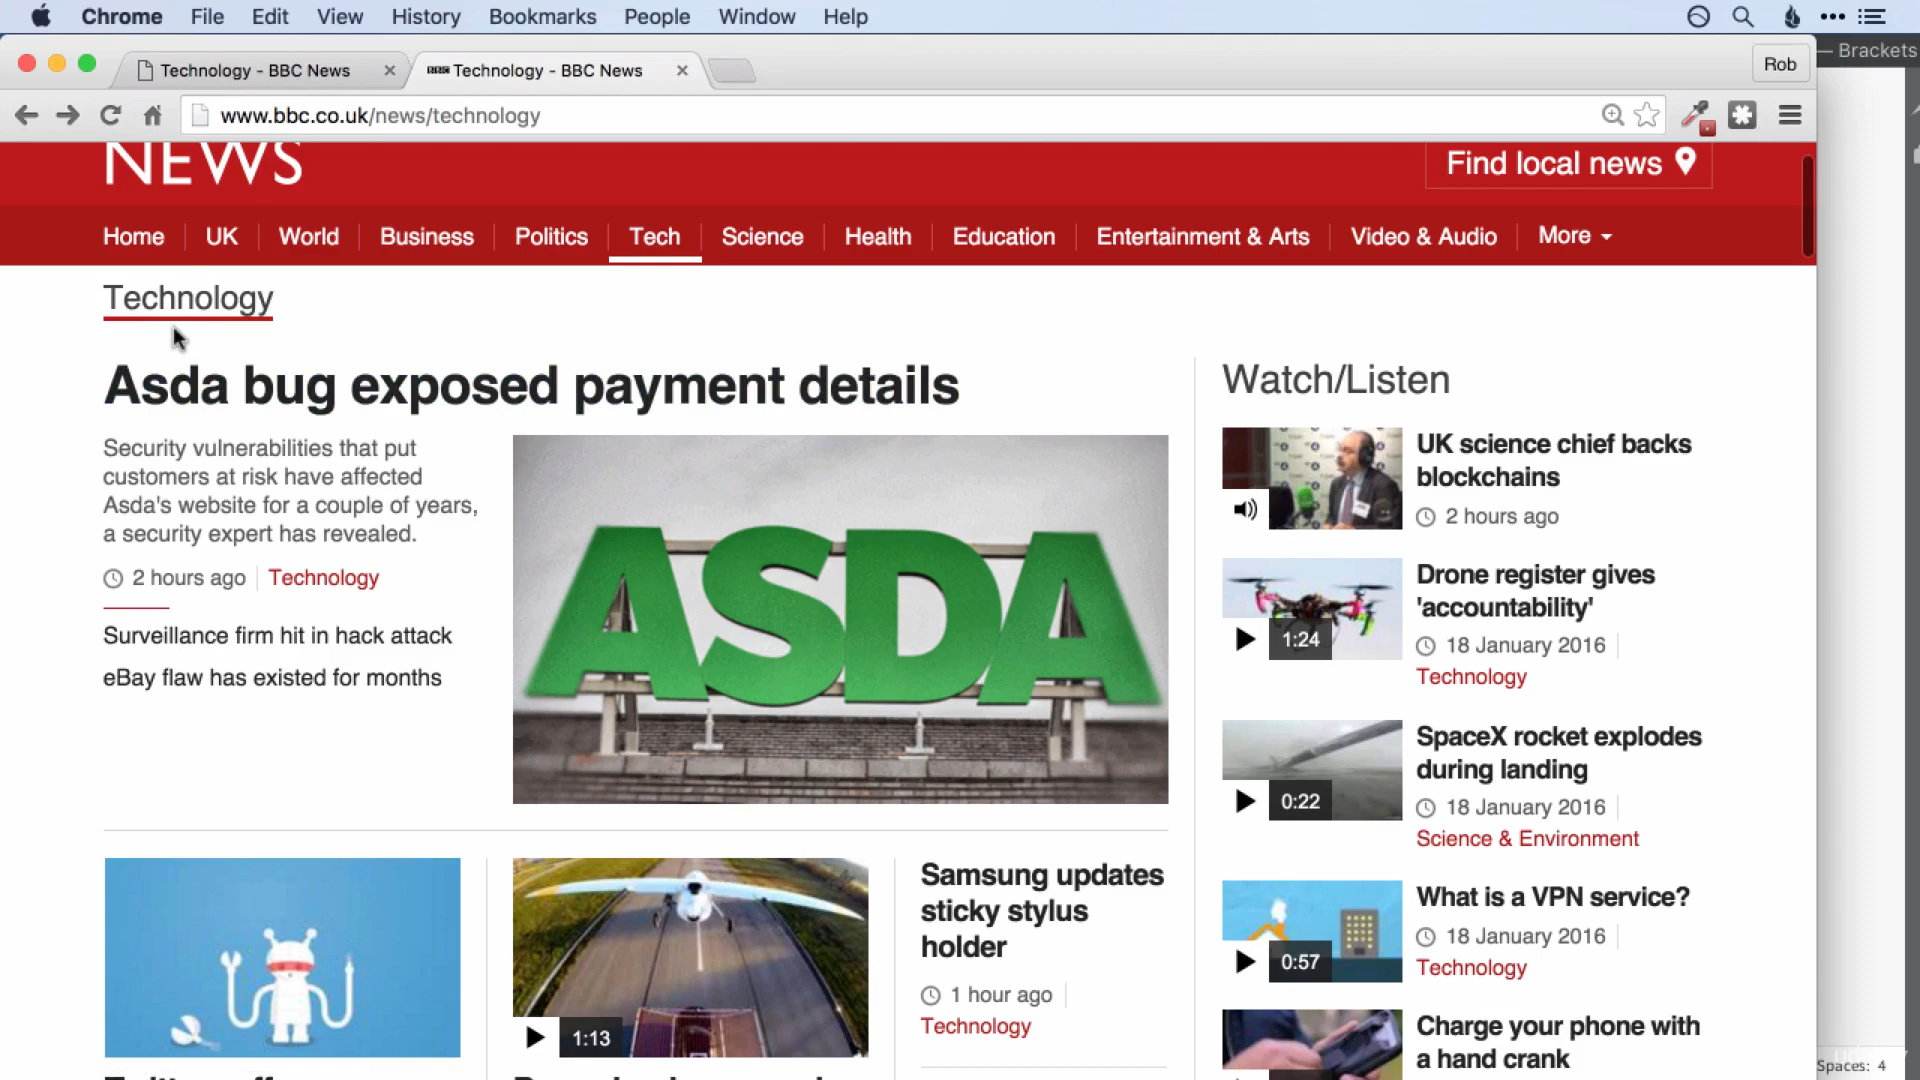 Chrome File Edit View History Bookmarks People Window Help
— Brackets
Technology - BBC News
BBC Technology - BBC News
Rob
www.bbc.co.uk/news/technology
NEWS
Find local news
Home UK World Business Politics Tech Science Health Education Entertainment & Arts Video & Audio More
Technology
Asda bug exposed payment details
Security vulnerabilities that put
customers at risk have affected
Asda's website for a couple of years,
a security expert has revealed.
2 hours ago Technology
Surveillance firm hit in hack attack
eBay flaw has existed for months
ASDA
Watch/Listen
UK science chief backs
blockchains
2 hours ago
Drone register gives
'accountability'
1:24
18 January 2016
Technology
SpaceX rocket explodes
during landing
0:22
18 January 2016
Science & Environment
What is a VPN service?
0:57
18 January 2016
Technology
Charge your phone with
a hand crank
1:13
Samsung updates
sticky stylus
holder
1 hour ago
Technology
Spaces: 4